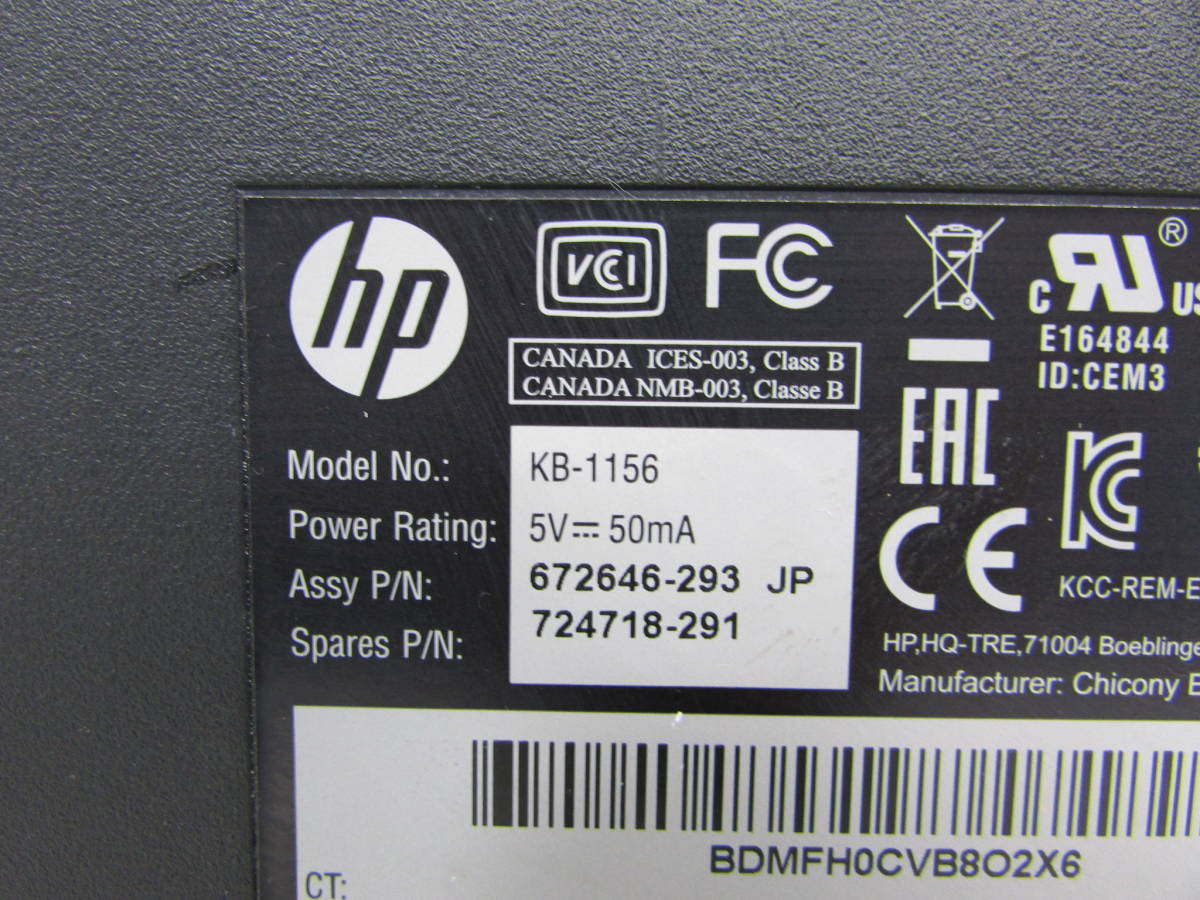 hp
VCI FC
C RU ® US
E164844
ID:CEM3
CANADA ICES-003, Class B
CANADA NMB-003, Classe B
EAC
Model No.: KB-1156
Power Rating: 5V⎓ 50mA
Assy P/N: 672646-293 JP
Spares P/N: 724718-291
CE
KCC-REM-E
HP,HQ-TRE,71004 Boeblinge
Manufacturer: Chicony E
BDMFH0CVB8O2X6
CT: